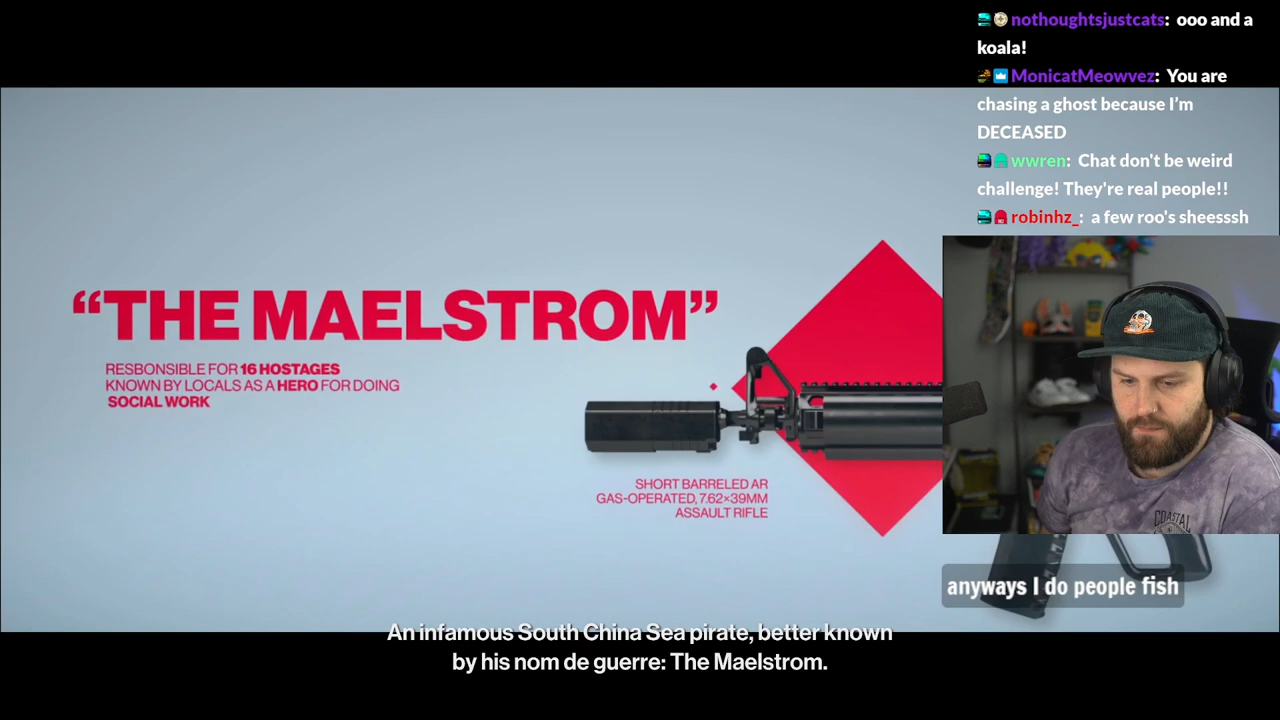 nothoughtsjustcats: ooo and a
koala!
MonicatMeowvez: You are
chasing a ghost because I’m
DECEASED
wwren: Chat don't be weird
challenge! They're real people!!
robinhz_: a few roo's sheesssh
“THE MAELSTROM”
RESPONSIBLE FOR 16 HOSTAGES
KNOWN BY LOCALS AS A HERO FOR DOING
SOCIAL WORK
SHORT BARRELED AR
GAS-OPERATED, 7.62×39MM
ASSAULT RIFLE
COASTAL
anyways I do people fish
An infamous South China Sea pirate, better known
by his nom de guerre: The Maelstrom.